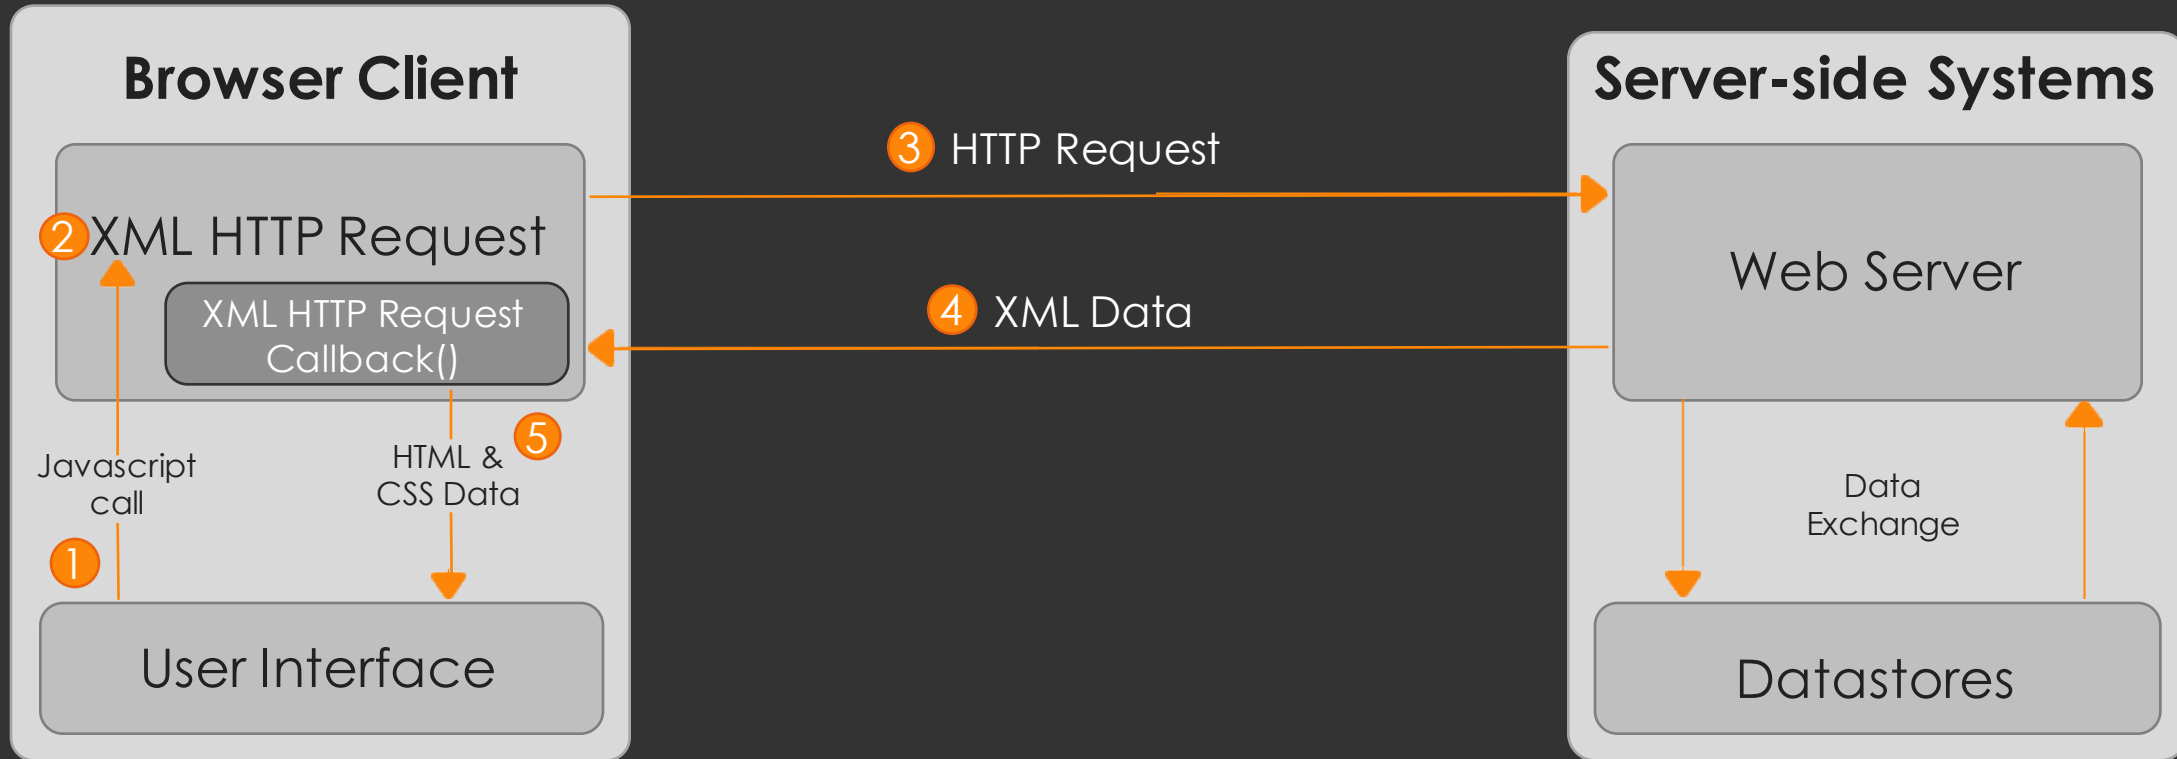 Browser Client
2 XML HTTP Request
XML HTTP Request
Callback()
Javascript
call
1
5
HTML &
CSS Data
User Interface
3 HTTP Request
4 XML Data
Server-side Systems
Web Server
Data
Exchange
Datastores